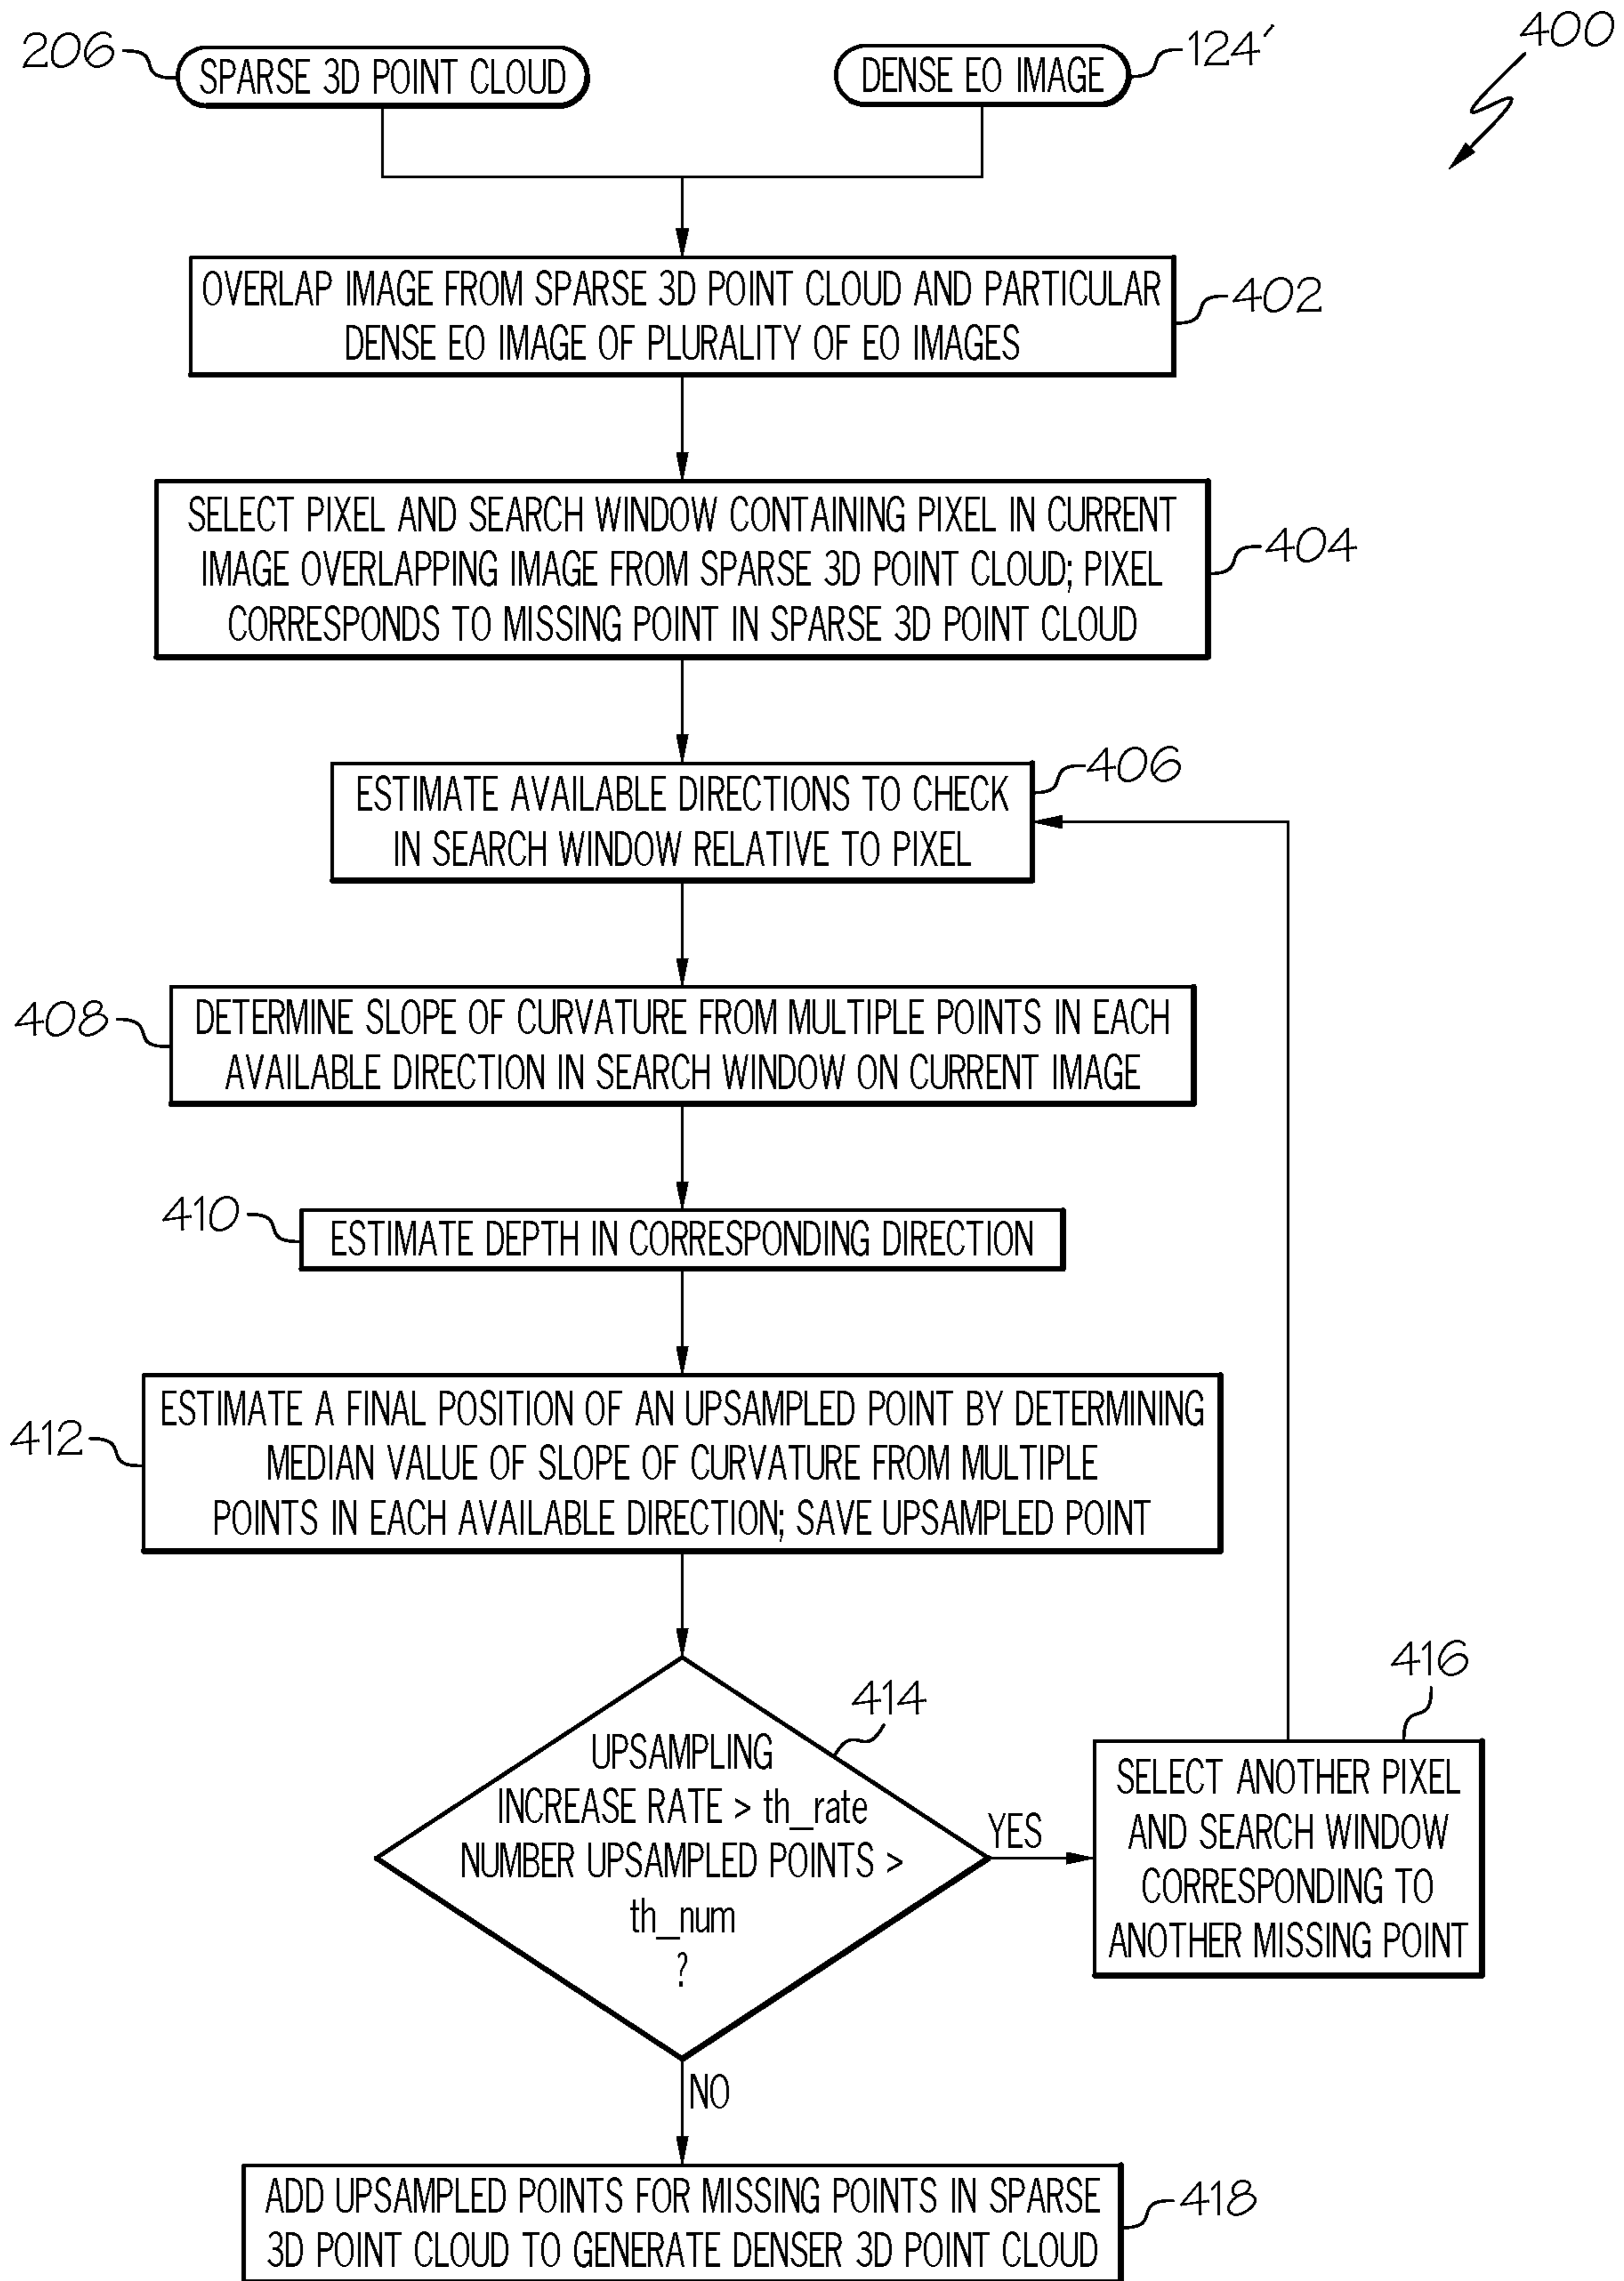 400
206
SPARSE 3D POINT CLOUD
DENSE EO IMAGE
124′
OVERLAP IMAGE FROM SPARSE 3D POINT CLOUD AND PARTICULAR
DENSE EO IMAGE OF PLURALITY OF EO IMAGES
402
SELECT PIXEL AND SEARCH WINDOW CONTAINING PIXEL IN CURRENT
IMAGE OVERLAPPING IMAGE FROM SPARSE 3D POINT CLOUD; PIXEL
CORRESPONDS TO MISSING POINT IN SPARSE 3D POINT CLOUD
404
ESTIMATE AVAILABLE DIRECTIONS TO CHECK
IN SEARCH WINDOW RELATIVE TO PIXEL
406
408
DETERMINE SLOPE OF CURVATURE FROM MULTIPLE POINTS IN EACH
AVAILABLE DIRECTION IN SEARCH WINDOW ON CURRENT IMAGE
410
ESTIMATE DEPTH IN CORRESPONDING DIRECTION
412
ESTIMATE A FINAL POSITION OF AN UPSAMPLED POINT BY DETERMINING
MEDIAN VALUE OF SLOPE OF CURVATURE FROM MULTIPLE
POINTS IN EACH AVAILABLE DIRECTION; SAVE UPSAMPLED POINT
414
UPSAMPLING
INCREASE RATE > th_rate
NUMBER UPSAMPLED POINTS >
th_num
?
YES
416
SELECT ANOTHER PIXEL
AND SEARCH WINDOW
CORRESPONDING TO
ANOTHER MISSING POINT
NO
ADD UPSAMPLED POINTS FOR MISSING POINTS IN SPARSE
3D POINT CLOUD TO GENERATE DENSER 3D POINT CLOUD
418